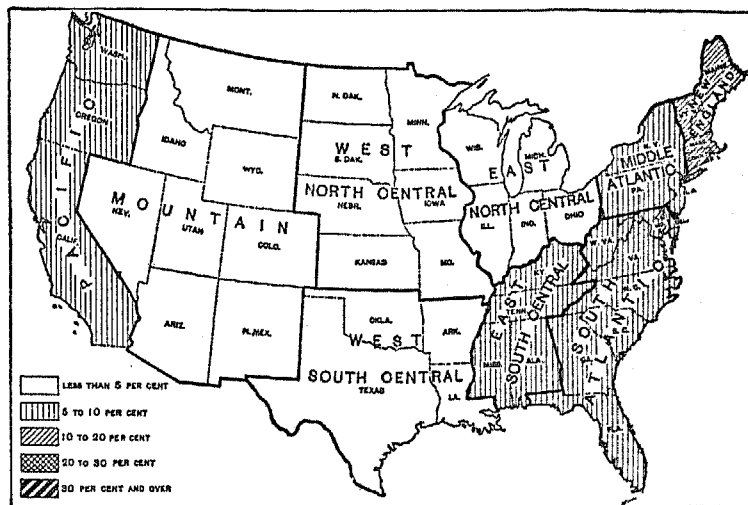 WASH.
OREGON
CALIF.
PACIFIC
MONT.
IDAHO
WYO.
NEV.
UTAH
COLO.
ARIZ.
N. MEX.
MOUNTAIN
N. DAK.
S. DAK.
MINN.
NEBR.
IOWA
KANSAS
MO.
WEST
NORTH CENTRAL
WIS.
MICH.
ILL.
IND.
OHIO
EAST
NORTH CENTRAL
OKLA.
ARK.
TEXAS
LA.
WEST
SOUTH CENTRAL
KY.
TENN.
MISS.
ALA.
EAST
SOUTH CENTRAL
W. VA.
VA.
FLA.
SOUTH
ATLANTIC
N. Y.
PA.
MIDDLE
ATLANTIC
MAINE
NEW
ENGLAND
LESS THAN 5 PER CENT
5 TO 10 PER CENT
10 TO 20 PER CENT
20 TO 30 PER CENT
30 PER CENT AND OVER